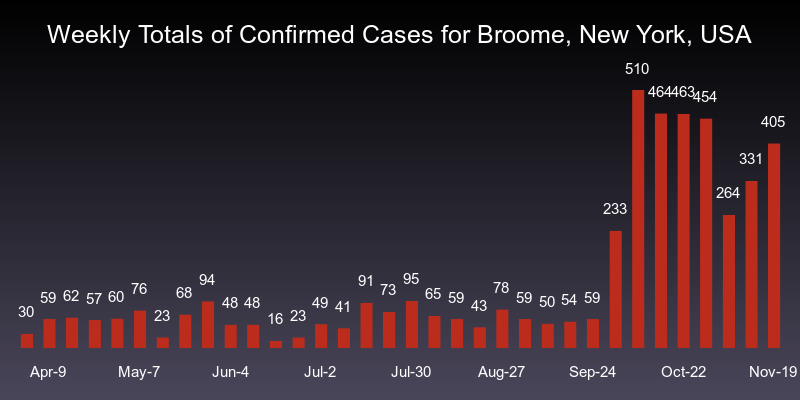 Weekly Totals of Confirmed Cases for Broome, New York, USA
30 59 62 57 60 76 23 68 94 48 48 16 23 49 41 91 73 95 65 59 43 78 59 50 54 59 233 510 464 463 454 264 331 405
Apr-9 May-7 Jun-4 Jul-2 Jul-30 Aug-27 Sep-24 Oct-22 Nov-19